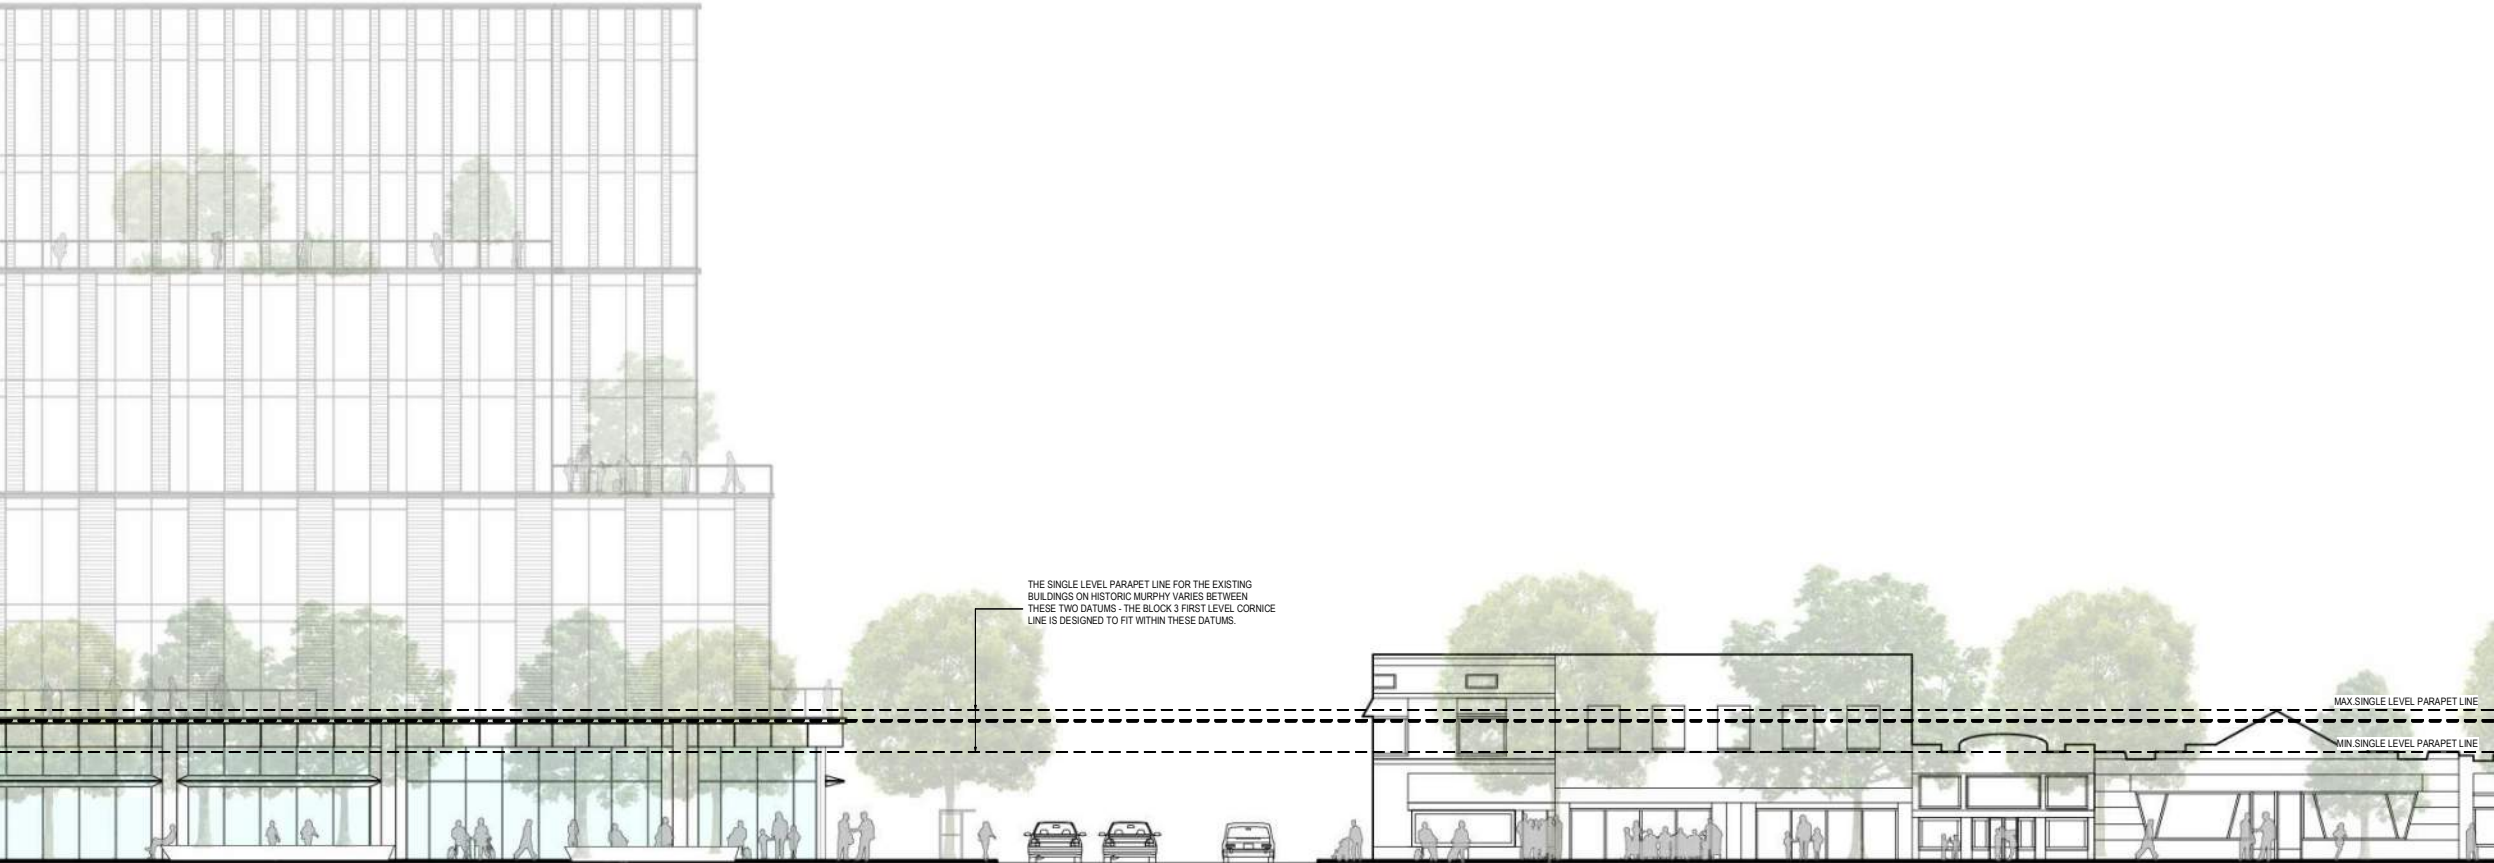 THE SINGLE LEVEL PARAPET LINE FOR THE EXISTING
BUILDINGS ON HISTORIC MURPHY VARIES BETWEEN
THESE TWO DATUMS - THE BLOCK 3 FIRST LEVEL CORNICE
LINE IS DESIGNED TO FIT WITHIN THESE DATUMS.
MAX.SINGLE LEVEL PARAPET LINE
MIN.SINGLE LEVEL PARAPET LINE